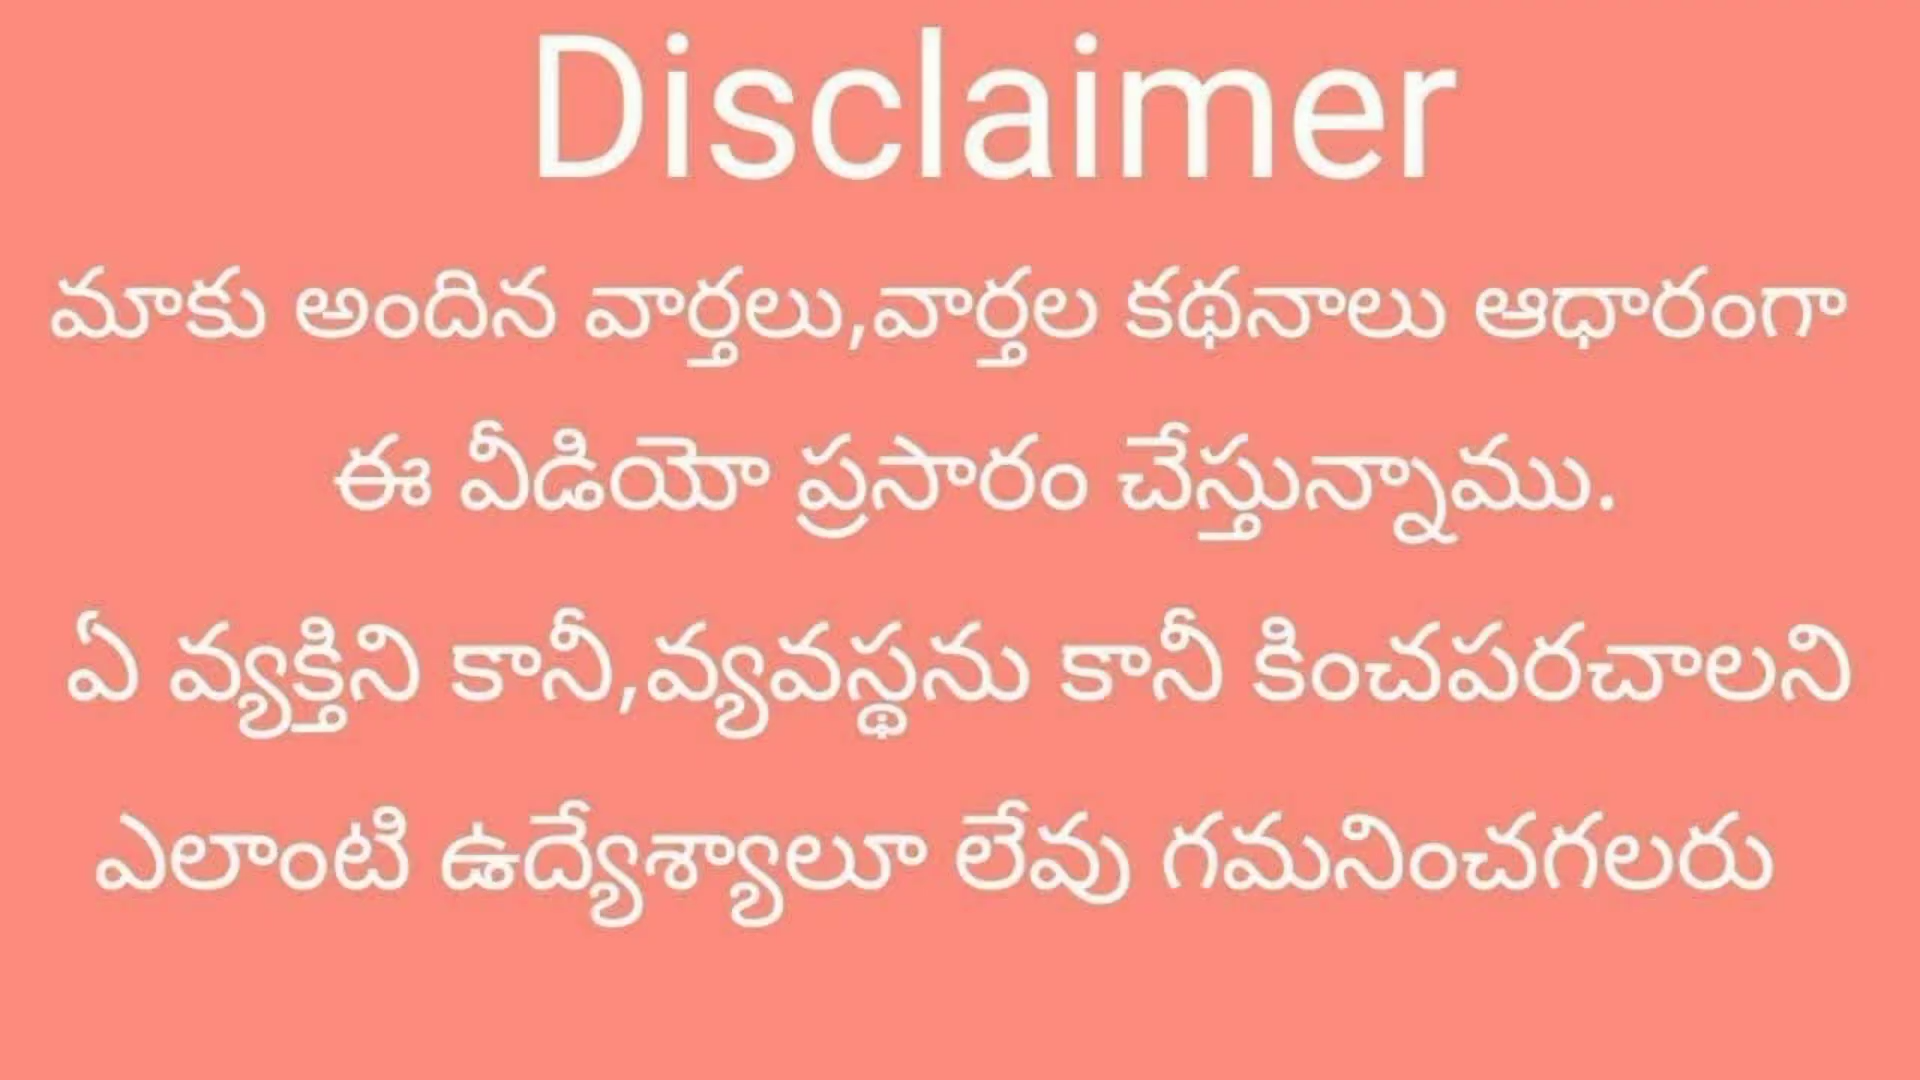 Disclaimer
మాకు అందిన వార్తలు,వార్తల కథనాలు ఆధారంగా
ఈ వీడియో ప్రసారం చేస్తున్నాము.
ఏ వ్యక్తిని కానీ,వ్యవస్థను కానీ కించపరచాలని
ఎలాంటి ఉద్యేశ్యాలూ లేవు గమనించగలరు